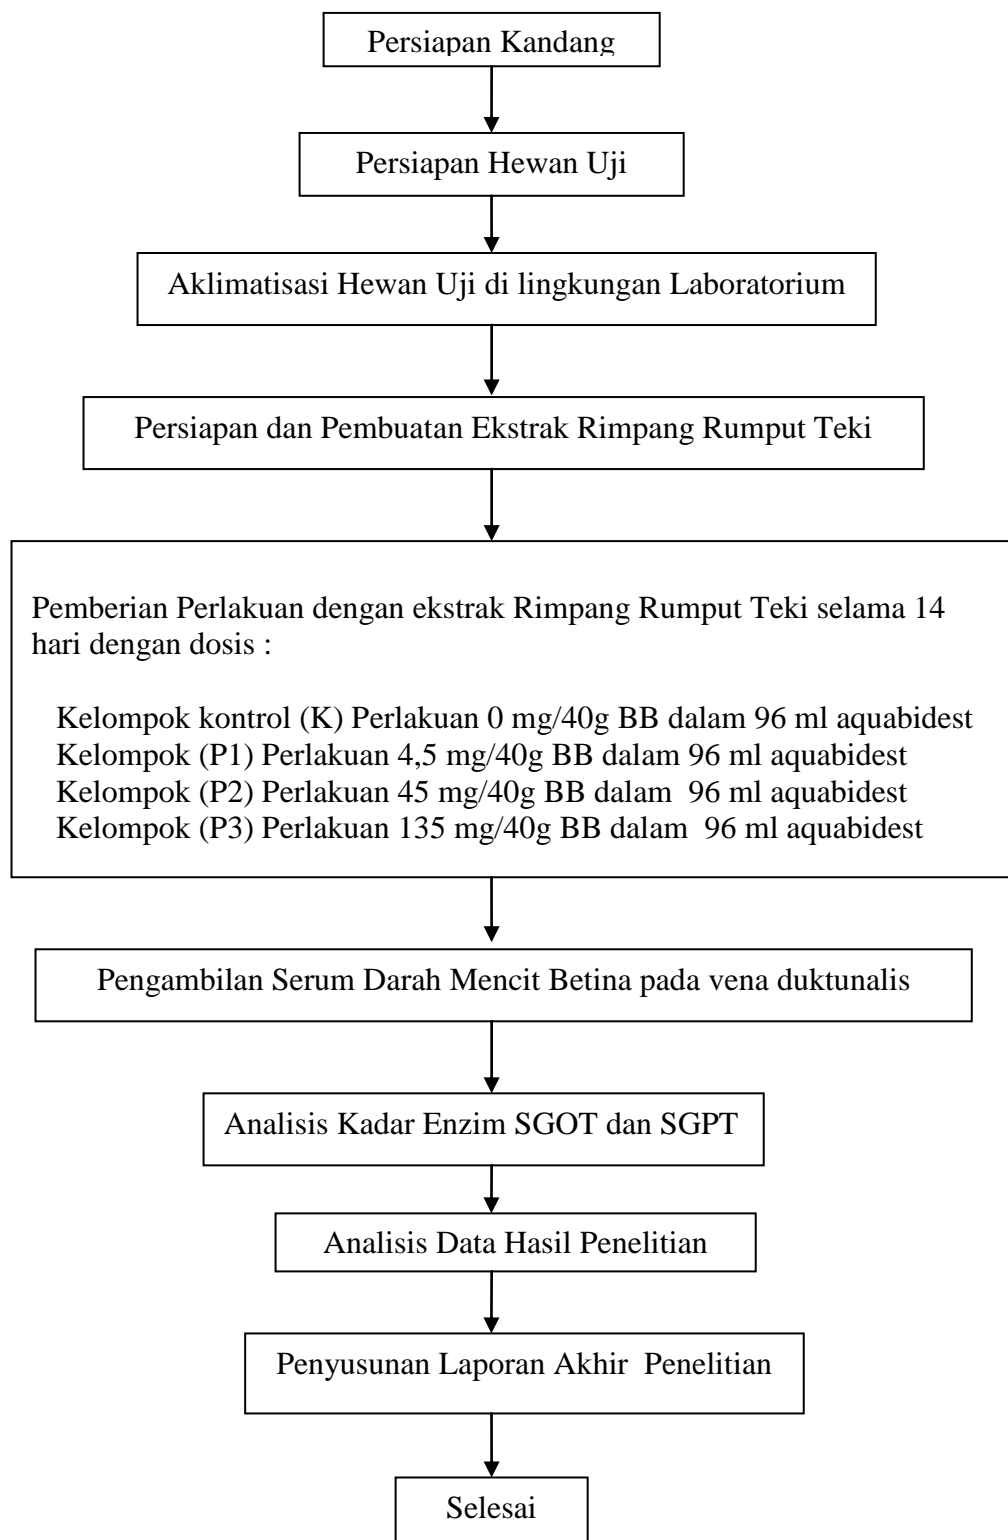 Persiapan Kandang
Persiapan Hewan Uji
Aklimatisasi Hewan Uji di lingkungan Laboratorium
Persiapan dan Pembuatan Ekstrak Rimpang Rumput Teki
Pemberian Perlakuan dengan ekstrak Rimpang Rumput Teki selama 14
hari dengan dosis :
Kelompok kontrol (K) Perlakuan 0 mg/40g BB dalam 96 ml aquabidest
Kelompok (P1) Perlakuan 4,5 mg/40g BB dalam 96 ml aquabidest
Kelompok (P2) Perlakuan 45 mg/40g BB dalam  96 ml aquabidest
Kelompok (P3) Perlakuan 135 mg/40g BB dalam  96 ml aquabidest
Pengambilan Serum Darah Mencit Betina pada vena duktunalis
Analisis Kadar Enzim SGOT dan SGPT
Analisis Data Hasil Penelitian
Penyusunan Laporan Akhir  Penelitian
Selesai